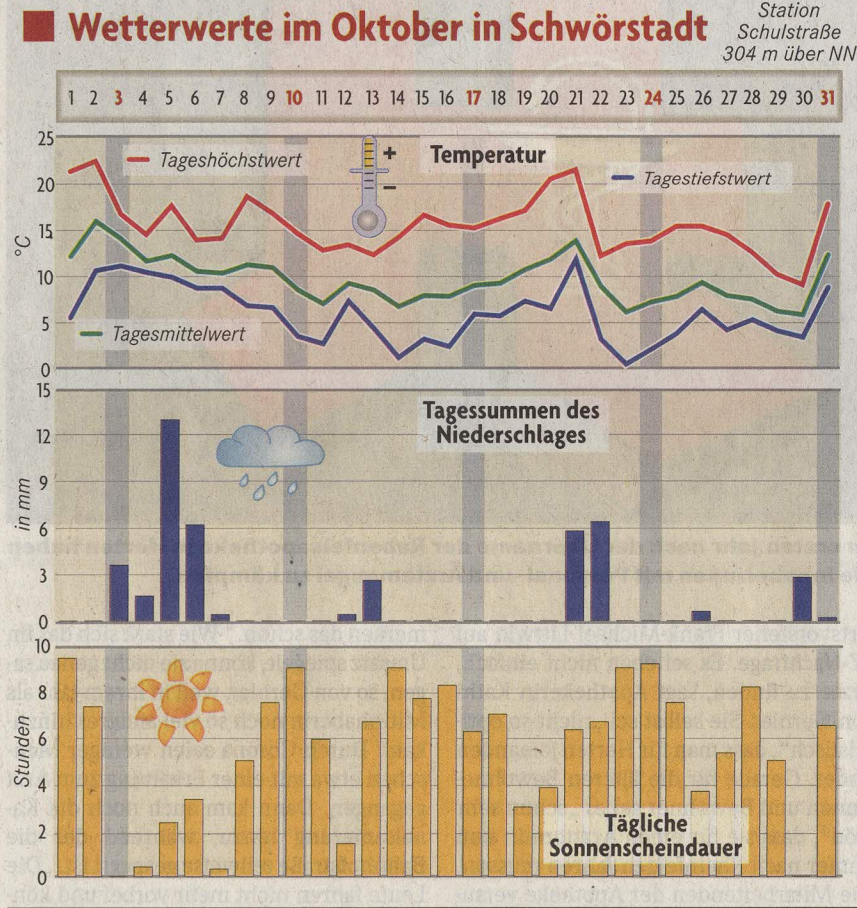 Wetterwerte im Oktober in Schwörstadt
Station
Schulstraße
304 m über NN
1 2 3 4 5 6 7 8 9 10 11 12 13 14 15 16 17 18 19 20 21 22 23 24 25 26 27 28 29 30 31
25
Tageshöchstwert
+
–
Temperatur
20
Tagestiefstwert
15
°C
10
5
Tagesmittelwert
0
15
Tagessummen des
Niederschlages
12
9
in mm
6
3
0
10
8
6
Stunden
4
2
Tägliche
Sonnenscheindauer
0